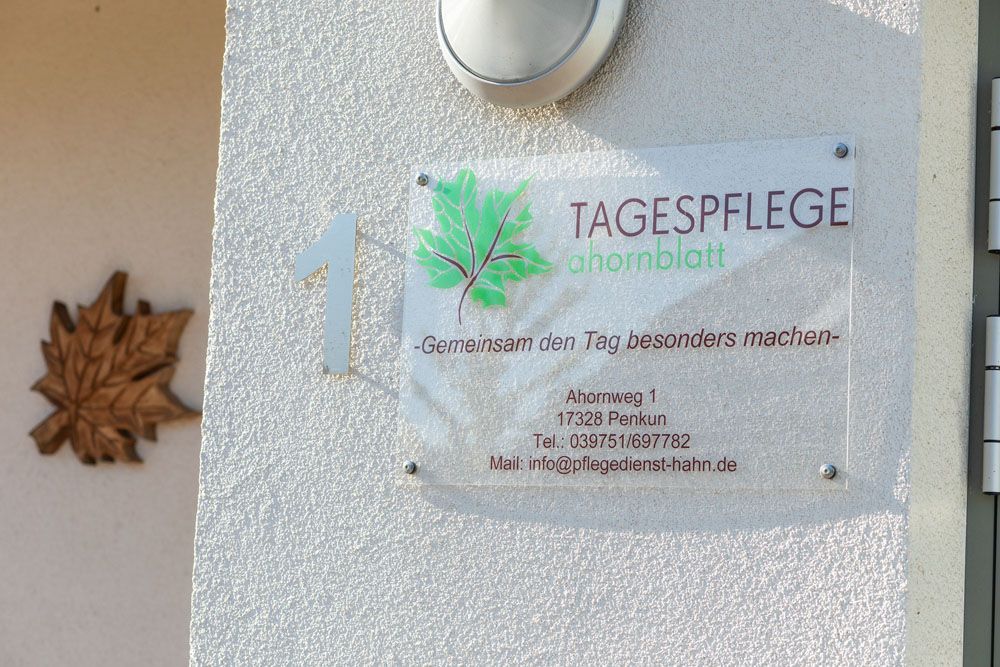 1
TAGESPFLEGE
ahornblatt
-Gemeinsam den Tag besonders machen-
Ahornweg 1
17328 Penkun
Tel.: 039751/697782
Mail: info@pflegedienst-hahn.de